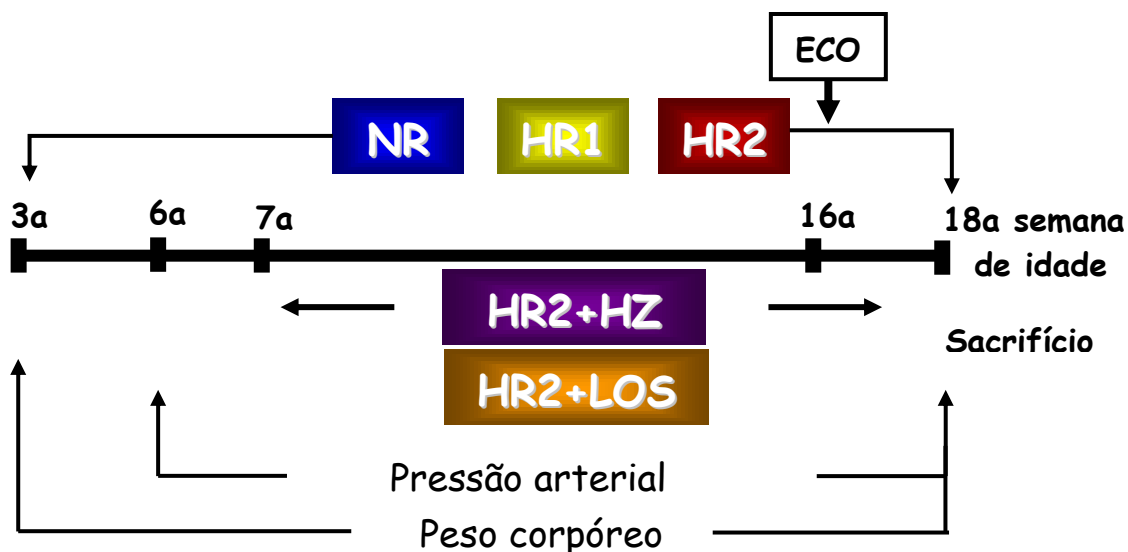 ECO
NR
HR1
HR2
3a
6a
7a
16a
18a semana
de idade
HR2+HZ
HR2+LOS
Sacrifício
Pressão arterial
Peso corpóreo